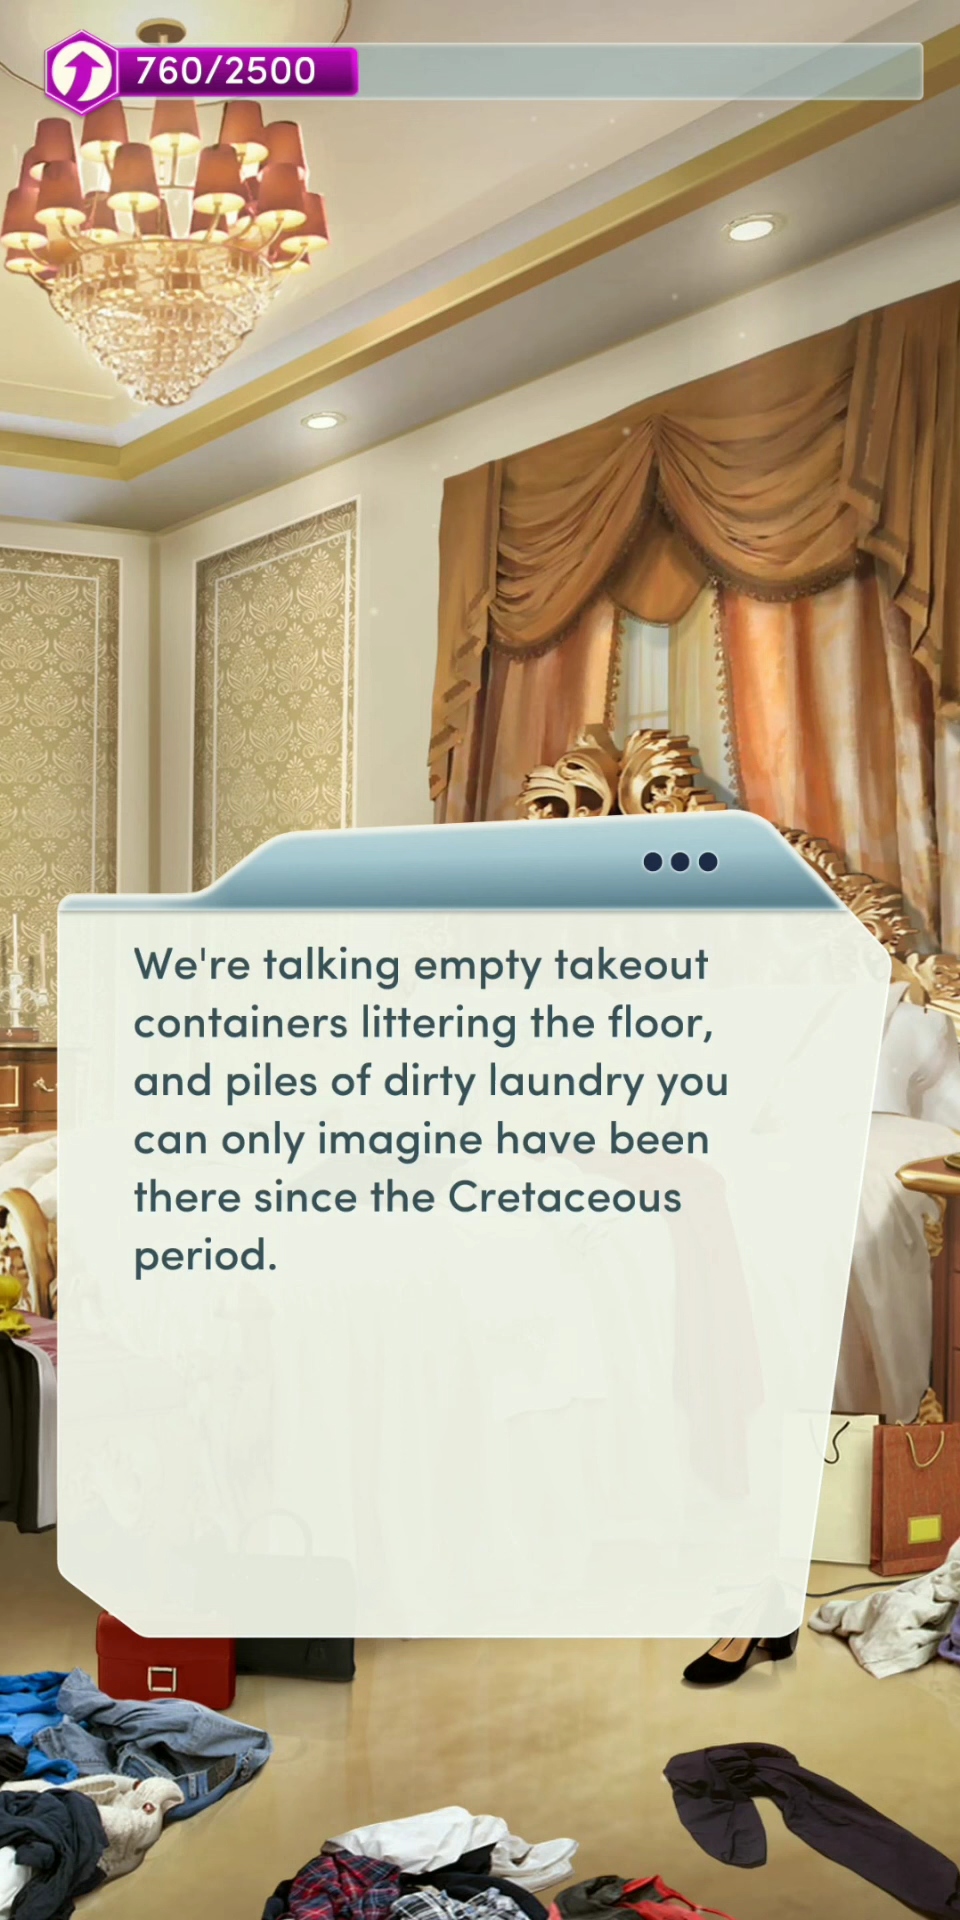 760/2500
We're talking empty takeout
containers littering the floor,
and piles of dirty laundry you
can only imagine have been
there since the Cretaceous
period.